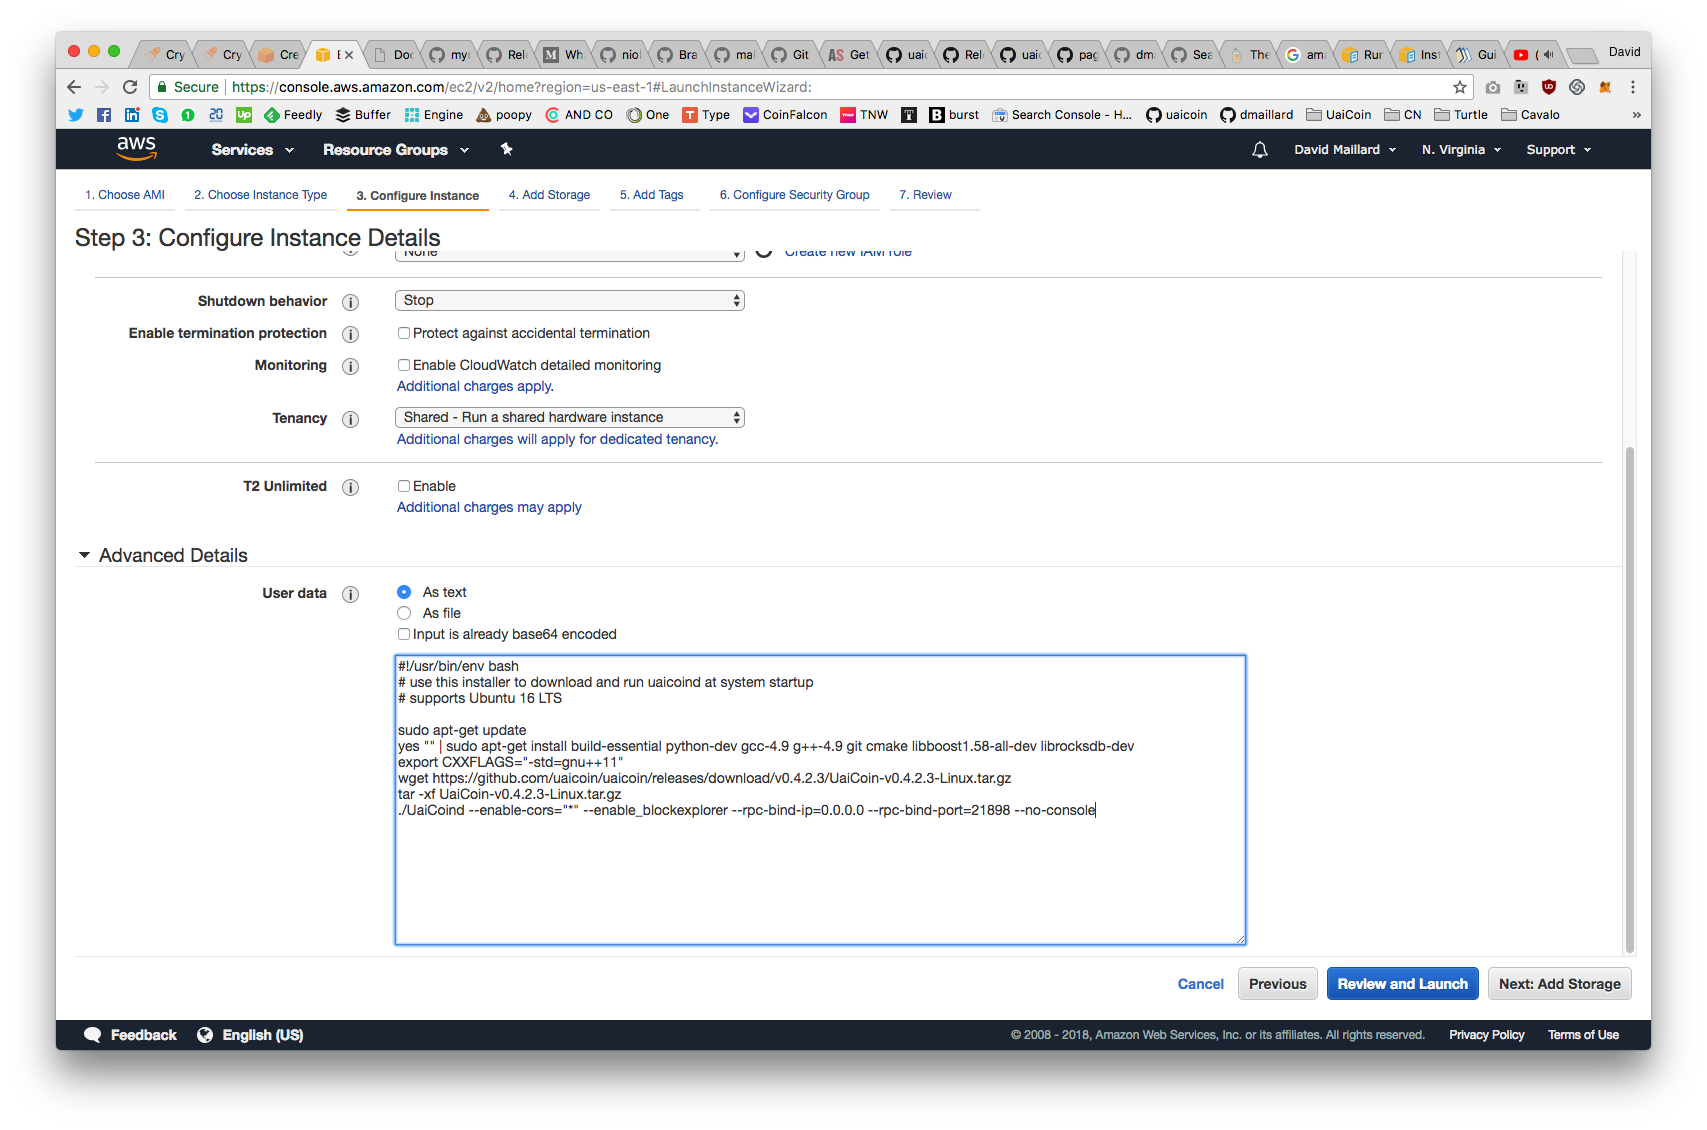 Cry
Cry
Cre
E
Doc
myr
Rel
Wh
niol
Bra
mal
Git
AS Get
uaic
Rel
uaic
pag
dm
Sea
The
ama
Rur
Inst
Gui
David
Secure https://console.aws.amazon.com/ec2/v2/home?region=us-east-1#LaunchInstanceWizard:
20 Up Feedly Buffer Engine poopy AND CO One Type CoinFalcon TNW burst Search Console - H... uaicoin dmaillard UaiCoin CN Turtle Cavalo »
aws Services Resource Groups David Maillard N. Virginia Support
1. Choose AMI 2. Choose Instance Type 3. Configure Instance 4. Add Storage 5. Add Tags 6. Configure Security Group 7. Review
Step 3: Configure Instance Details
None Create new IAM role
Shutdown behavior i Stop
Enable termination protection i Protect against accidental termination
Monitoring i Enable CloudWatch detailed monitoring
Additional charges apply.
Tenancy i Shared - Run a shared hardware instance
Additional charges will apply for dedicated tenancy.
T2 Unlimited i Enable
Additional charges may apply
Advanced Details
User data i As text
As file
Input is already base64 encoded
#!/usr/bin/env bash
# use this installer to download and run uaicoind at system startup
# supports Ubuntu 16 LTS
sudo apt-get update
yes "" | sudo apt-get install build-essential python-dev gcc-4.9 g++-4.9 git cmake libboost1.58-all-dev librocksdb-dev
export CXXFLAGS="-std=gnu++11"
wget https://github.com/uaicoin/uaicoin/releases/download/v0.4.2.3/UaiCoin-v0.4.2.3-Linux.tar.gz
tar -xf UaiCoin-v0.4.2.3-Linux.tar.gz
./UaiCoind --enable-cors="*" --enable_blockexplorer --rpc-bind-ip=0.0.0.0 --rpc-bind-port=21898 --no-console
Cancel Previous Review and Launch Next: Add Storage
Feedback English (US) © 2008 - 2018, Amazon Web Services, Inc. or its affiliates. All rights reserved. Privacy Policy Terms of Use